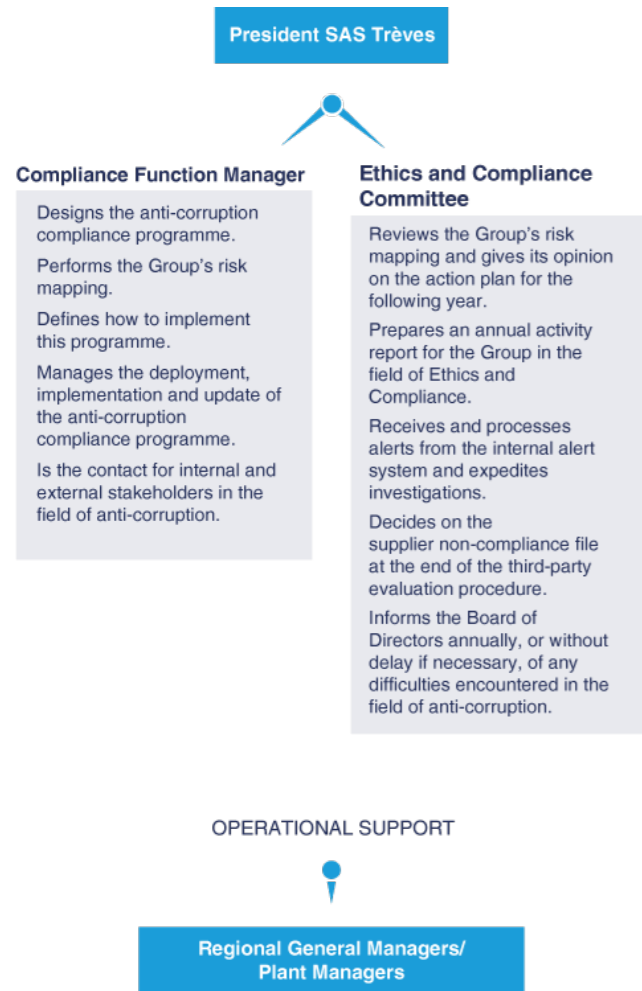 President SAS Trèves
Compliance Function Manager
Designs the anti-corruption
compliance programme.
Performs the Group's risk
mapping.
Defines how to implement
this programme.
Manages the deployment,
implementation and update of
the anti-corruption
compliance programme.
Is the contact for internal and
external stakeholders in the
field of anti-corruption.
Ethics and Compliance
Committee
Reviews the Group's risk
mapping and gives its opinion
on the action plan for the
following year.
Prepares an annual activity
report for the Group in the
field of Ethics and
Compliance.
Receives and processes
alerts from the internal alert
system and expedites
investigations.
Decides on the
supplier non-compliance file
at the end of the third-party
evaluation procedure.
Informs the Board of
Directors annually, or without
delay if necessary, of any
difficulties encountered in the
field of anti-corruption.
OPERATIONAL SUPPORT
Regional General Managers/
Plant Managers